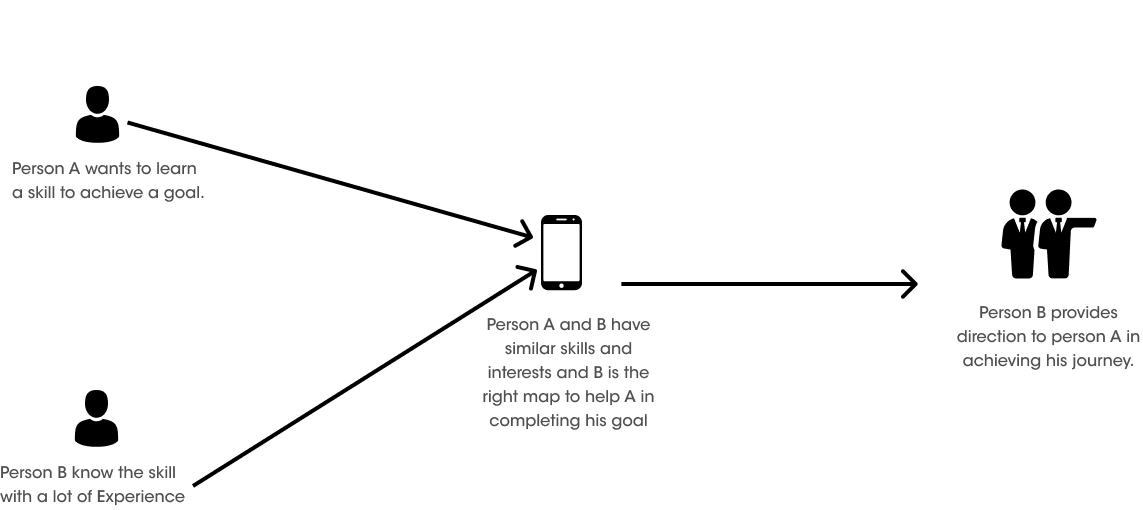 Person A wants to learn
a skill to achieve a goal.
Person B know the skill
with a lot of Experience
Person A and B have
similar skills and
interests and B is the
right map to help A in
completing his goal
Person B provides
direction to person A in
achieving his journey.